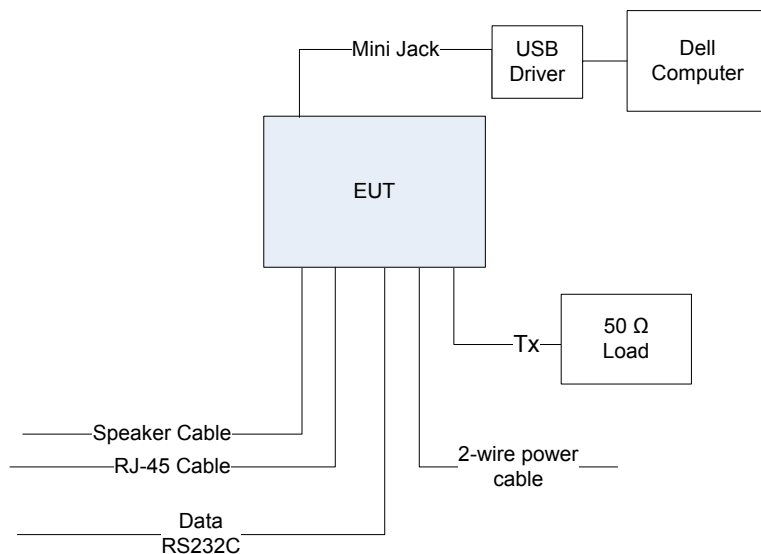 Mini Jack
USB
Driver
Dell
Computer
EUT
50 Ω
Load
Tx
Speaker Cable
RJ-45 Cable
2-wire power
cable
Data
RS232C